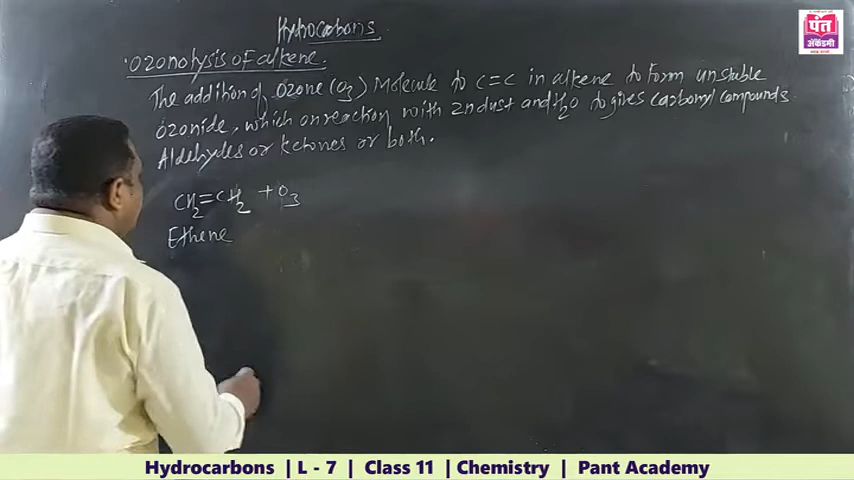 Hydrocarbons
पंत
अ‍ॅकॅडमी
Ozonolysis of alkene.
The addition of Ozone (O3) Molecule to C=C in alkene to form unstable
Ozonide, which on reaction with Zn dust and H2O to gives carbonyl compounds
Aldehydes or ketones or both.
CH2=CH2 + O3
Ethene
Hydrocarbons | L - 7 | Class 11 | Chemistry | Pant Academy